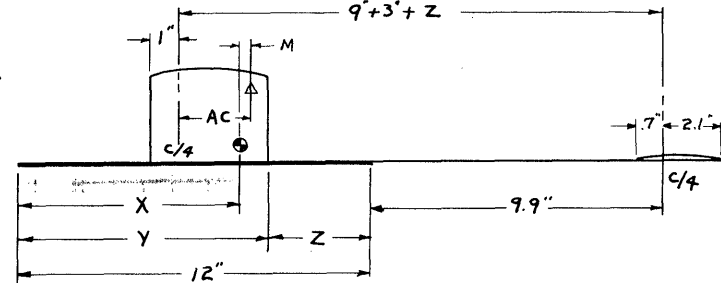 9"+3"+Z
1"
M
AC
C/4
.7"
2.1"
C/4
X
9.9"
Y
Z
12"